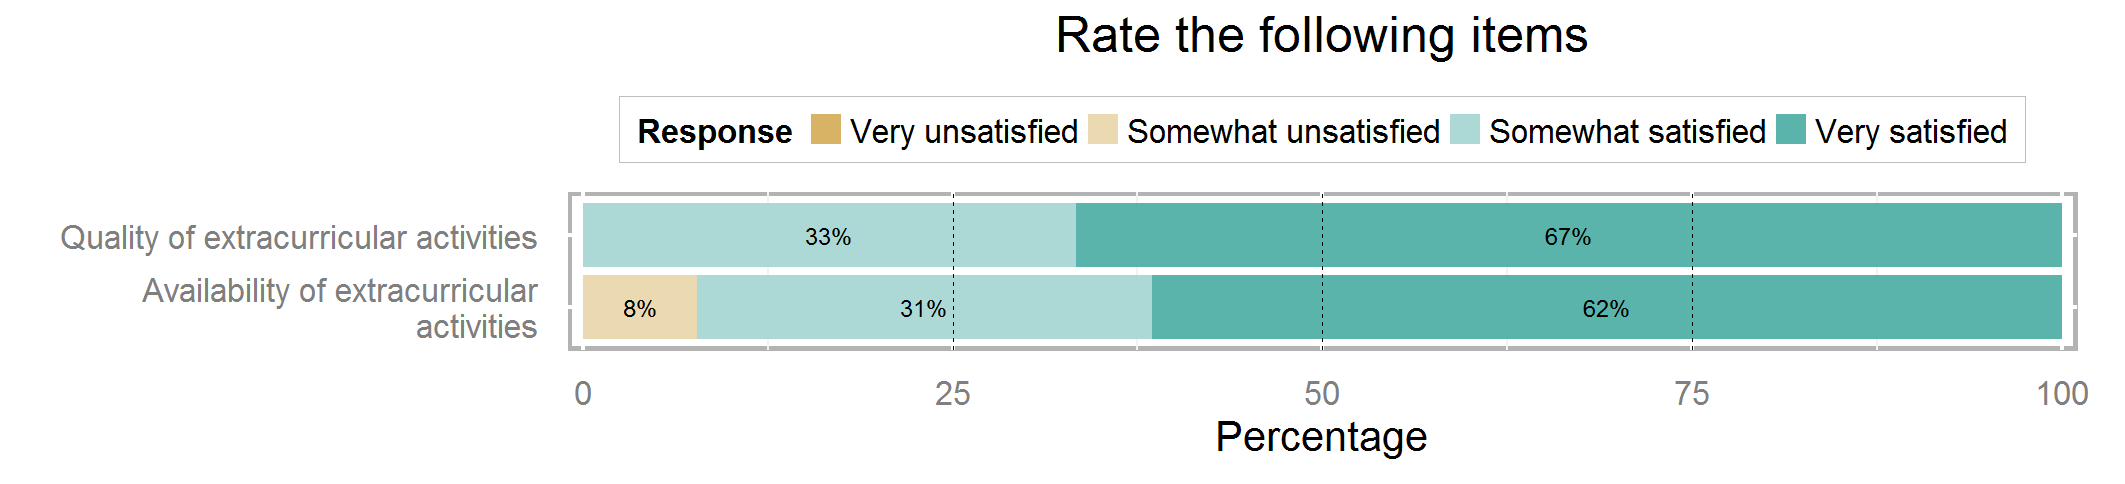 Rate the following items
Response Very unsatisfied Somewhat unsatisfied Somewhat satisfied Very satisfied
Quality of extracurricular activities 33% 67%
Availability of extracurricular
activities
8% 31% 62%
0 25 50 75 100
Percentage